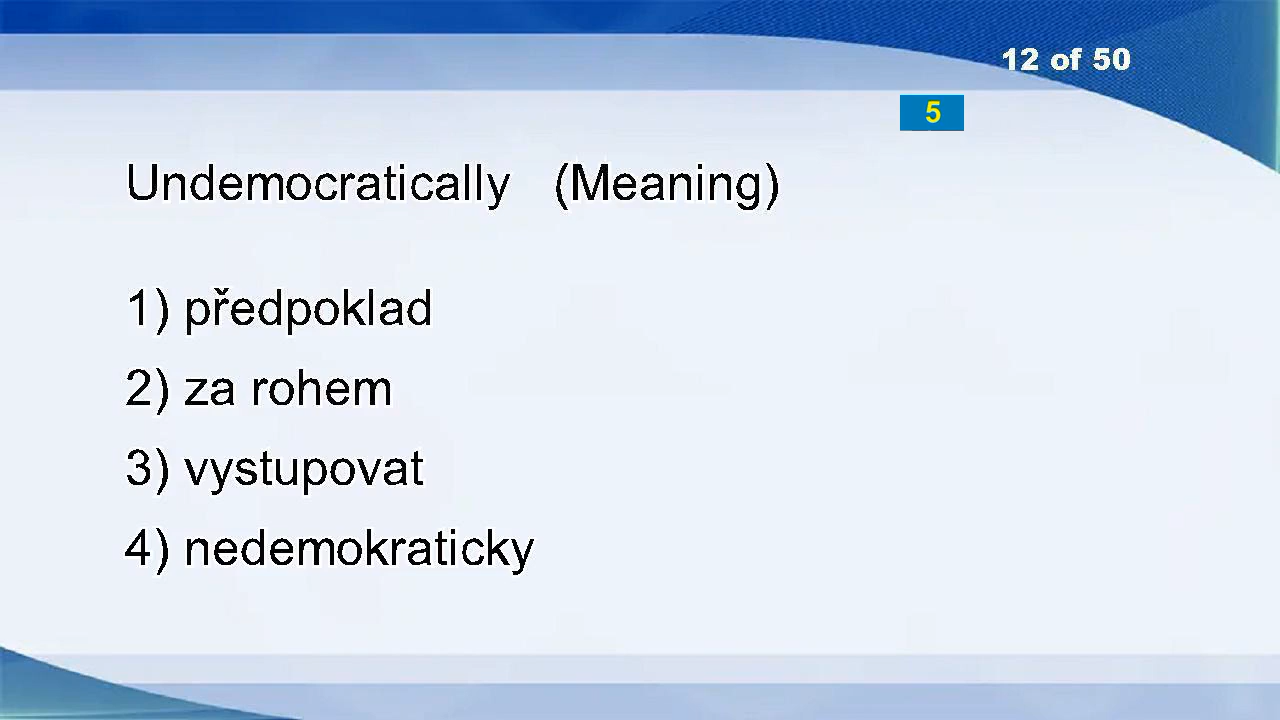 12 of 50
5
Undemocratically (Meaning)
1) předpoklad
2) za rohem
3) vystupovat
4) nedemokraticky